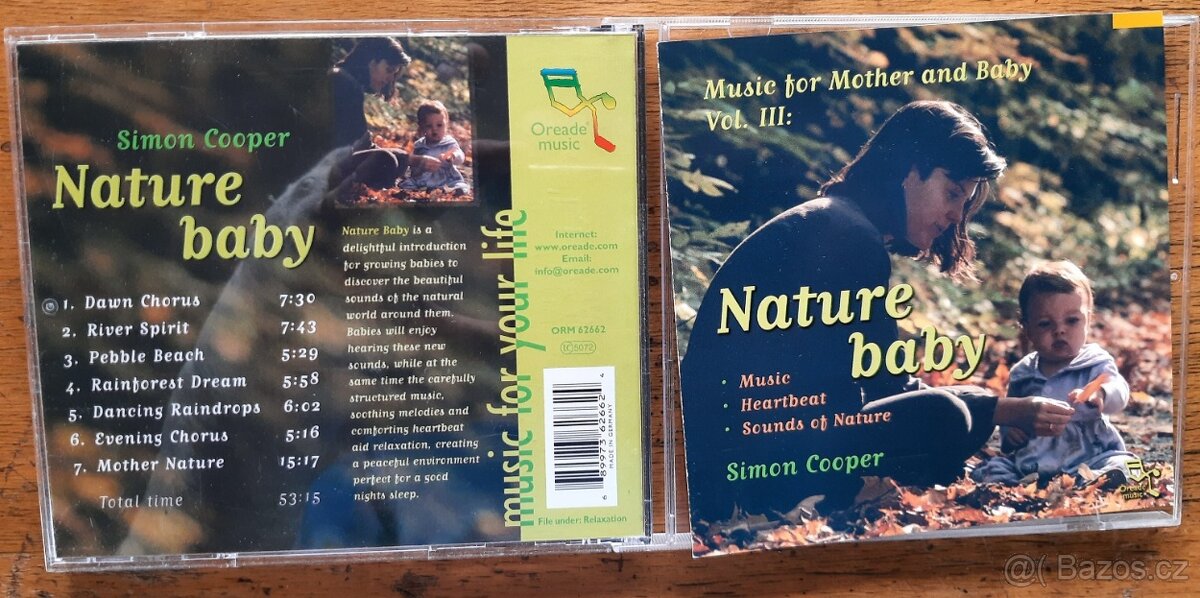 Simon Cooper
Nature
baby
1. Dawn Chorus 7:30
2. River Spirit 7:43
3. Pebble Beach 5:29
4. Rainforest Dream 5:58
5. Dancing Raindrops 6:02
6. Evening Chorus 5:16
7. Mother Nature 15:17
Total time 53:15
Nature Baby is a
delightful introduction
for growing babies to
discover the beautiful
sounds of the natural
world around them.
Babies will enjoy
hearing these new
sounds, while at the
same time the carefully
structured music,
soothing melodies and
comforting heartbeat
aid relaxation, creating
a peaceful environment
perfect for a good
nights sleep.
music for your life
Oreade®
music
Internet:
www.oreade.com
Email:
info@oreade.com
ORM 62662
LC 5072
6 89973 62662 4
MADE IN GERMANY
File under: Relaxation
Music for Mother and Baby
Vol. III:
Nature
baby
• Music
• Heartbeat
• Sounds of Nature
Simon Cooper
Oreade
music
@( Bazos.cz